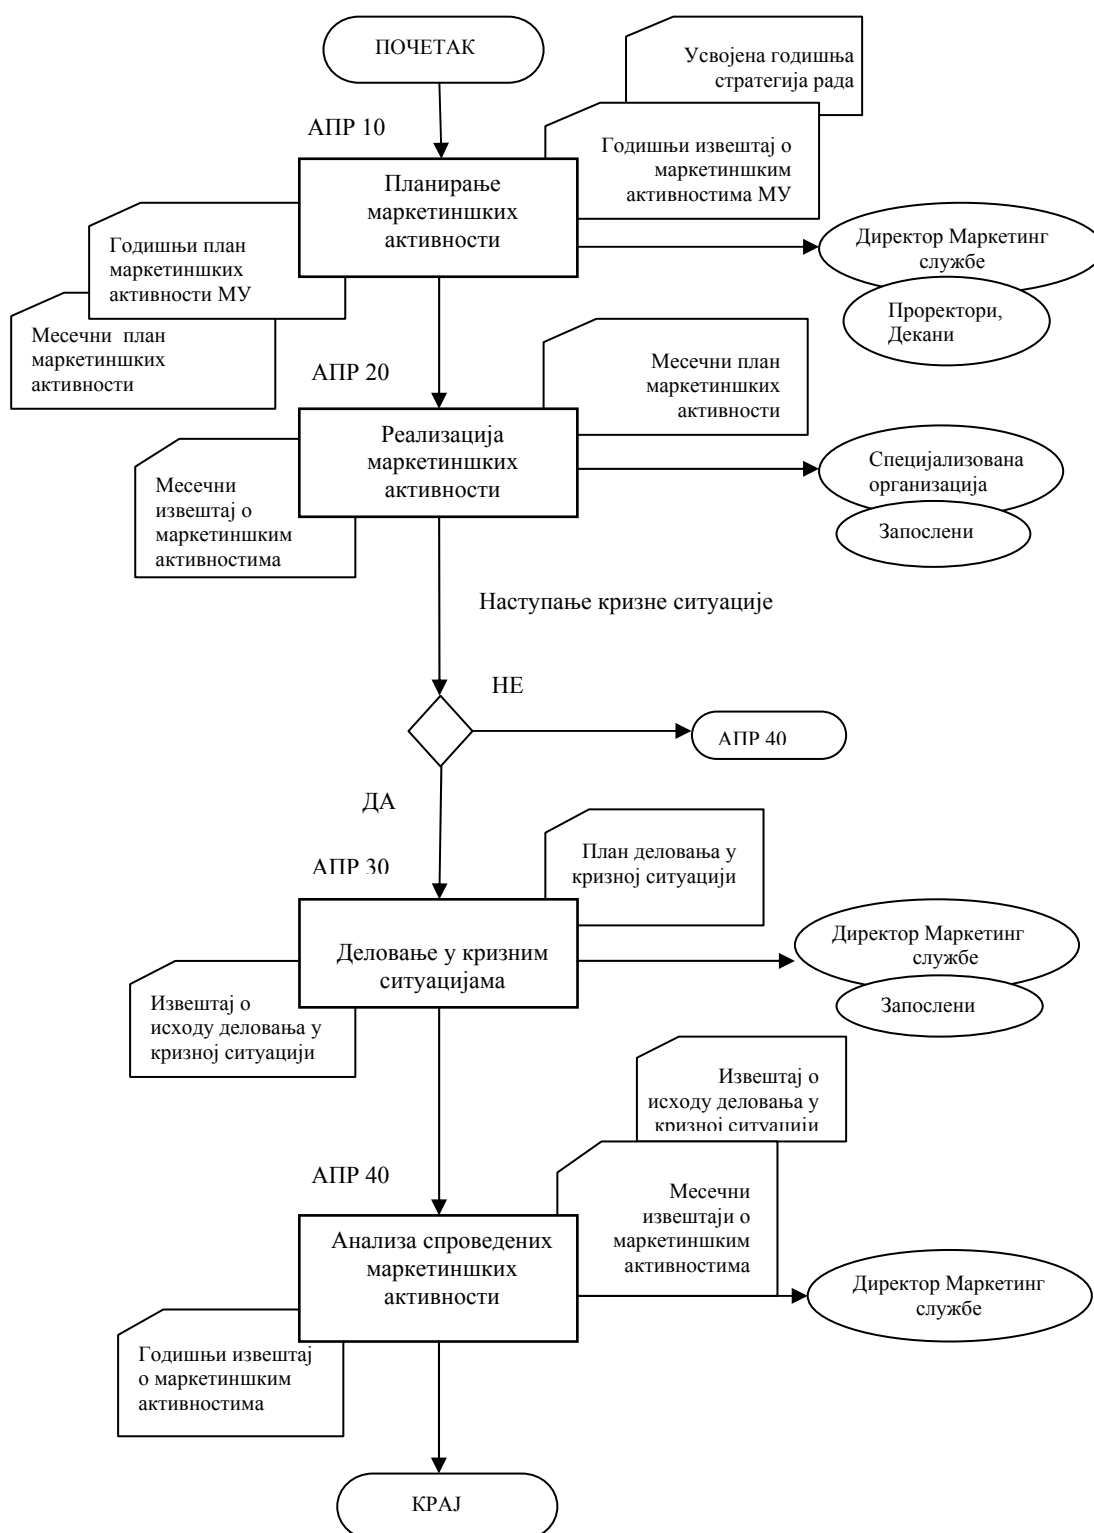 ПОЧЕТАК
Усвојена годишња
стратегија рада
АПР 10
Годишњи извештај о
маркетиншким
активностима МУ
Планирање
маркетиншких
активности
Годишњи план
маркетиншких
активности МУ
Директор Маркетинг
службе
Проректори,
Декани
Месечни план
маркетиншких
активности
АПР 20
Месечни план
маркетиншких
активности
Реализација
маркетиншких
активности
Месечни
извештај о
маркетиншким
активностима
Специјализована
организација
Запослени
Наступање кризне ситуације
НЕ
АПР 40
ДА
АПР 30
План деловања у
кризној ситуацији
Деловање у кризним
ситуацијама
Директор Маркетинг
службе
Запослени
Извештај о
исходу деловања у
кризној ситуацији
Извештај о
исходу деловања у
кризној ситуацији
АПР 40
Месечни
извештаји о
маркетиншким
активностима
Анализа спроведених
маркетиншких
активности
Директор Маркетинг
службе
Годишњи извештај
о маркетиншким
активностима
КРАЈ